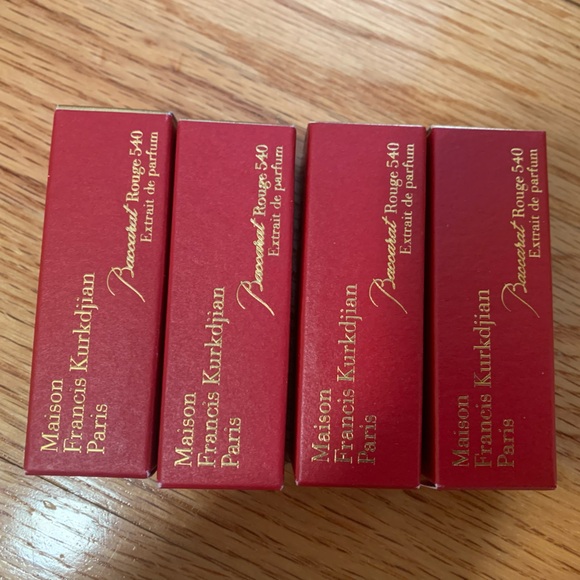 Maison
Francis Kurkdjian
Paris
Baccarat Rouge 540
Extrait de parfum
Maison
Francis Kurkdjian
Paris
Baccarat Rouge 540
Extrait de parfum
Maison
Francis Kurkdjian
Paris
Baccarat Rouge 540
Extrait de parfum
Maison
Francis Kurkdjian
Paris
Baccarat Rouge 540
Extrait de parfum